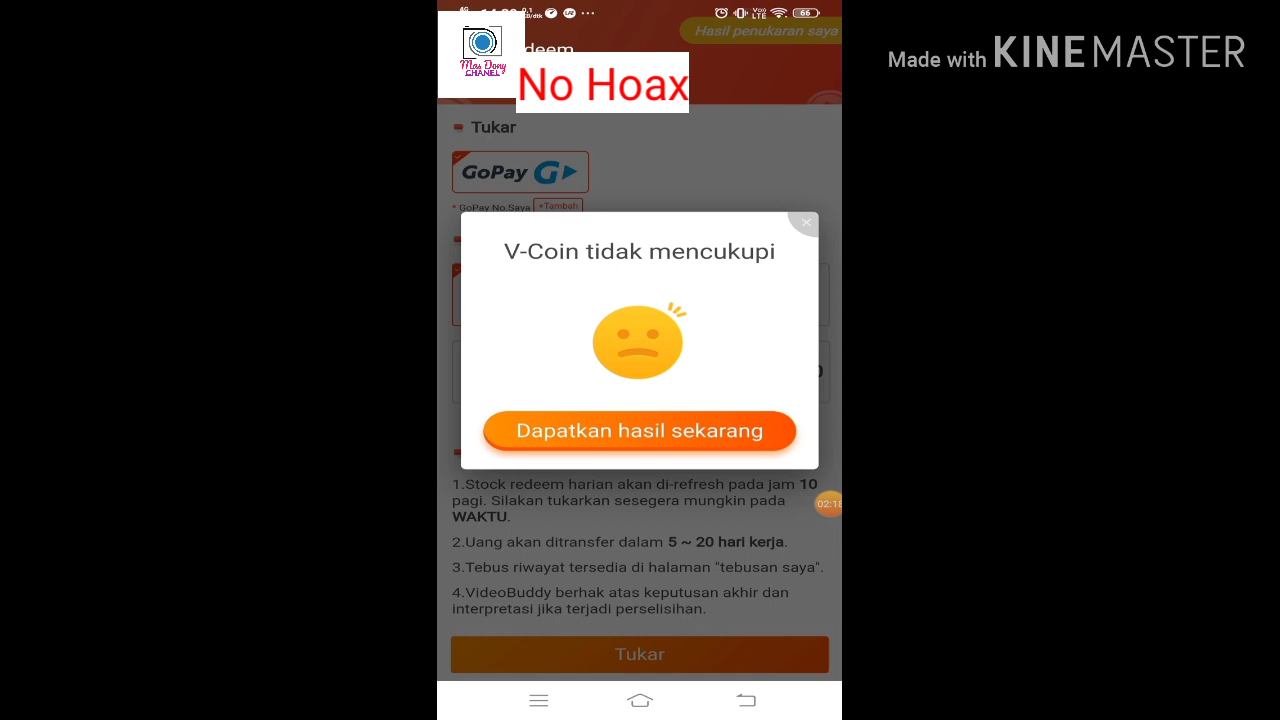 Hasil penukaran saya
Made with KINEMASTER
Mas Dony
CHANEL
No Hoax
Tukar
GoPay
* GoPay No.Saya +Tambah
V-Coin tidak mencukupi
Dapatkan hasil sekarang
1.Stock redeem harian akan di-refresh pada jam 10
pagi. Silakan tukarkan sesegera mungkin pada
WAKTU.
02:18
2.Uang akan ditransfer dalam 5 ~ 20 hari kerja.
3.Tebus riwayat tersedia di halaman "tebusan saya".
4.VideoBuddy berhak atas keputusan akhir dan
interpretasi jika terjadi perselisihan.
Tukar